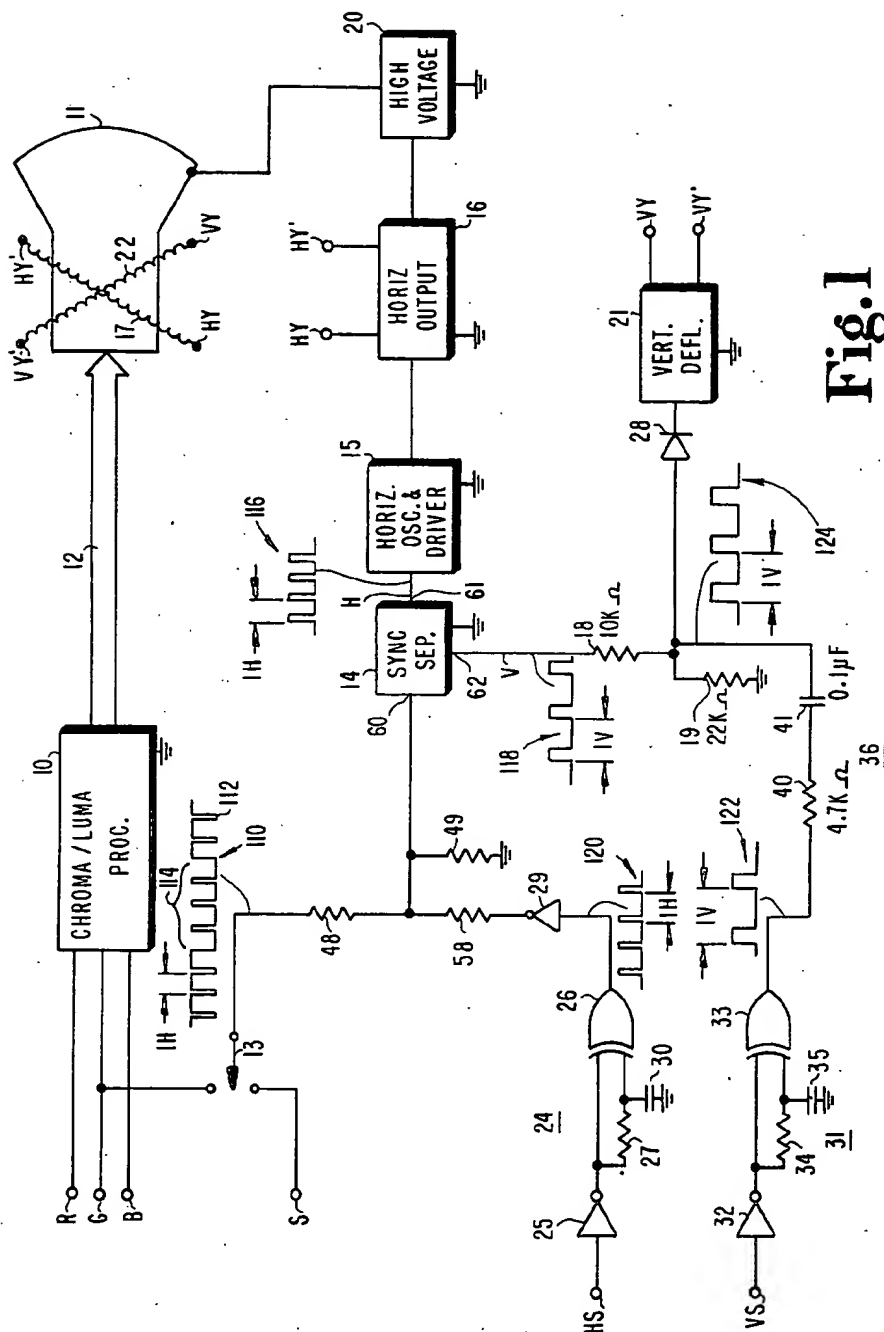 20
HIGH
VOLTAGE
11
HY'
22
VY
VY'
17
HY
16
HORIZ
OUTPUT
HY
HY'
21
VERT.
DEFL.
VY
VY'
28
15
HORIZ.
OSC. &
DRIVER
116
1H
H
61
12
14
SYNC
SEP.
60
62
V
18
10KΩ
118
1V
19
22KΩ
124
1V
41
0.1µF
40
4.7KΩ
36
10
CHROMA/LUMA
PROC.
112
110
114
1H
13
48
49
58
29
120
1H
122
1V
26
33
30
35
24
27
31
34
25
32
R
G
B
S
HS
VS
Fig.1